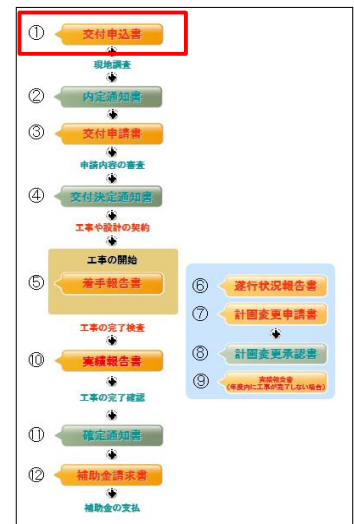 ① 交付申込書
現地調査
② 内定通知書
③ 交付申請書
申請内容の審査
④ 交付決定通知書
工事や設計の契約
工事の開始
⑤ 着手報告書
工事の完了検査
⑩ 実績報告書
工事の完了確認
⑪ 確定通知書
⑫ 補助金請求書
補助金の支払
⑥ 遂行状況報告書
⑦ 計画変更申請書
⑧ 計画変更承認書
⑨ 実績報告書
(年度内に工事が完了しない場合)